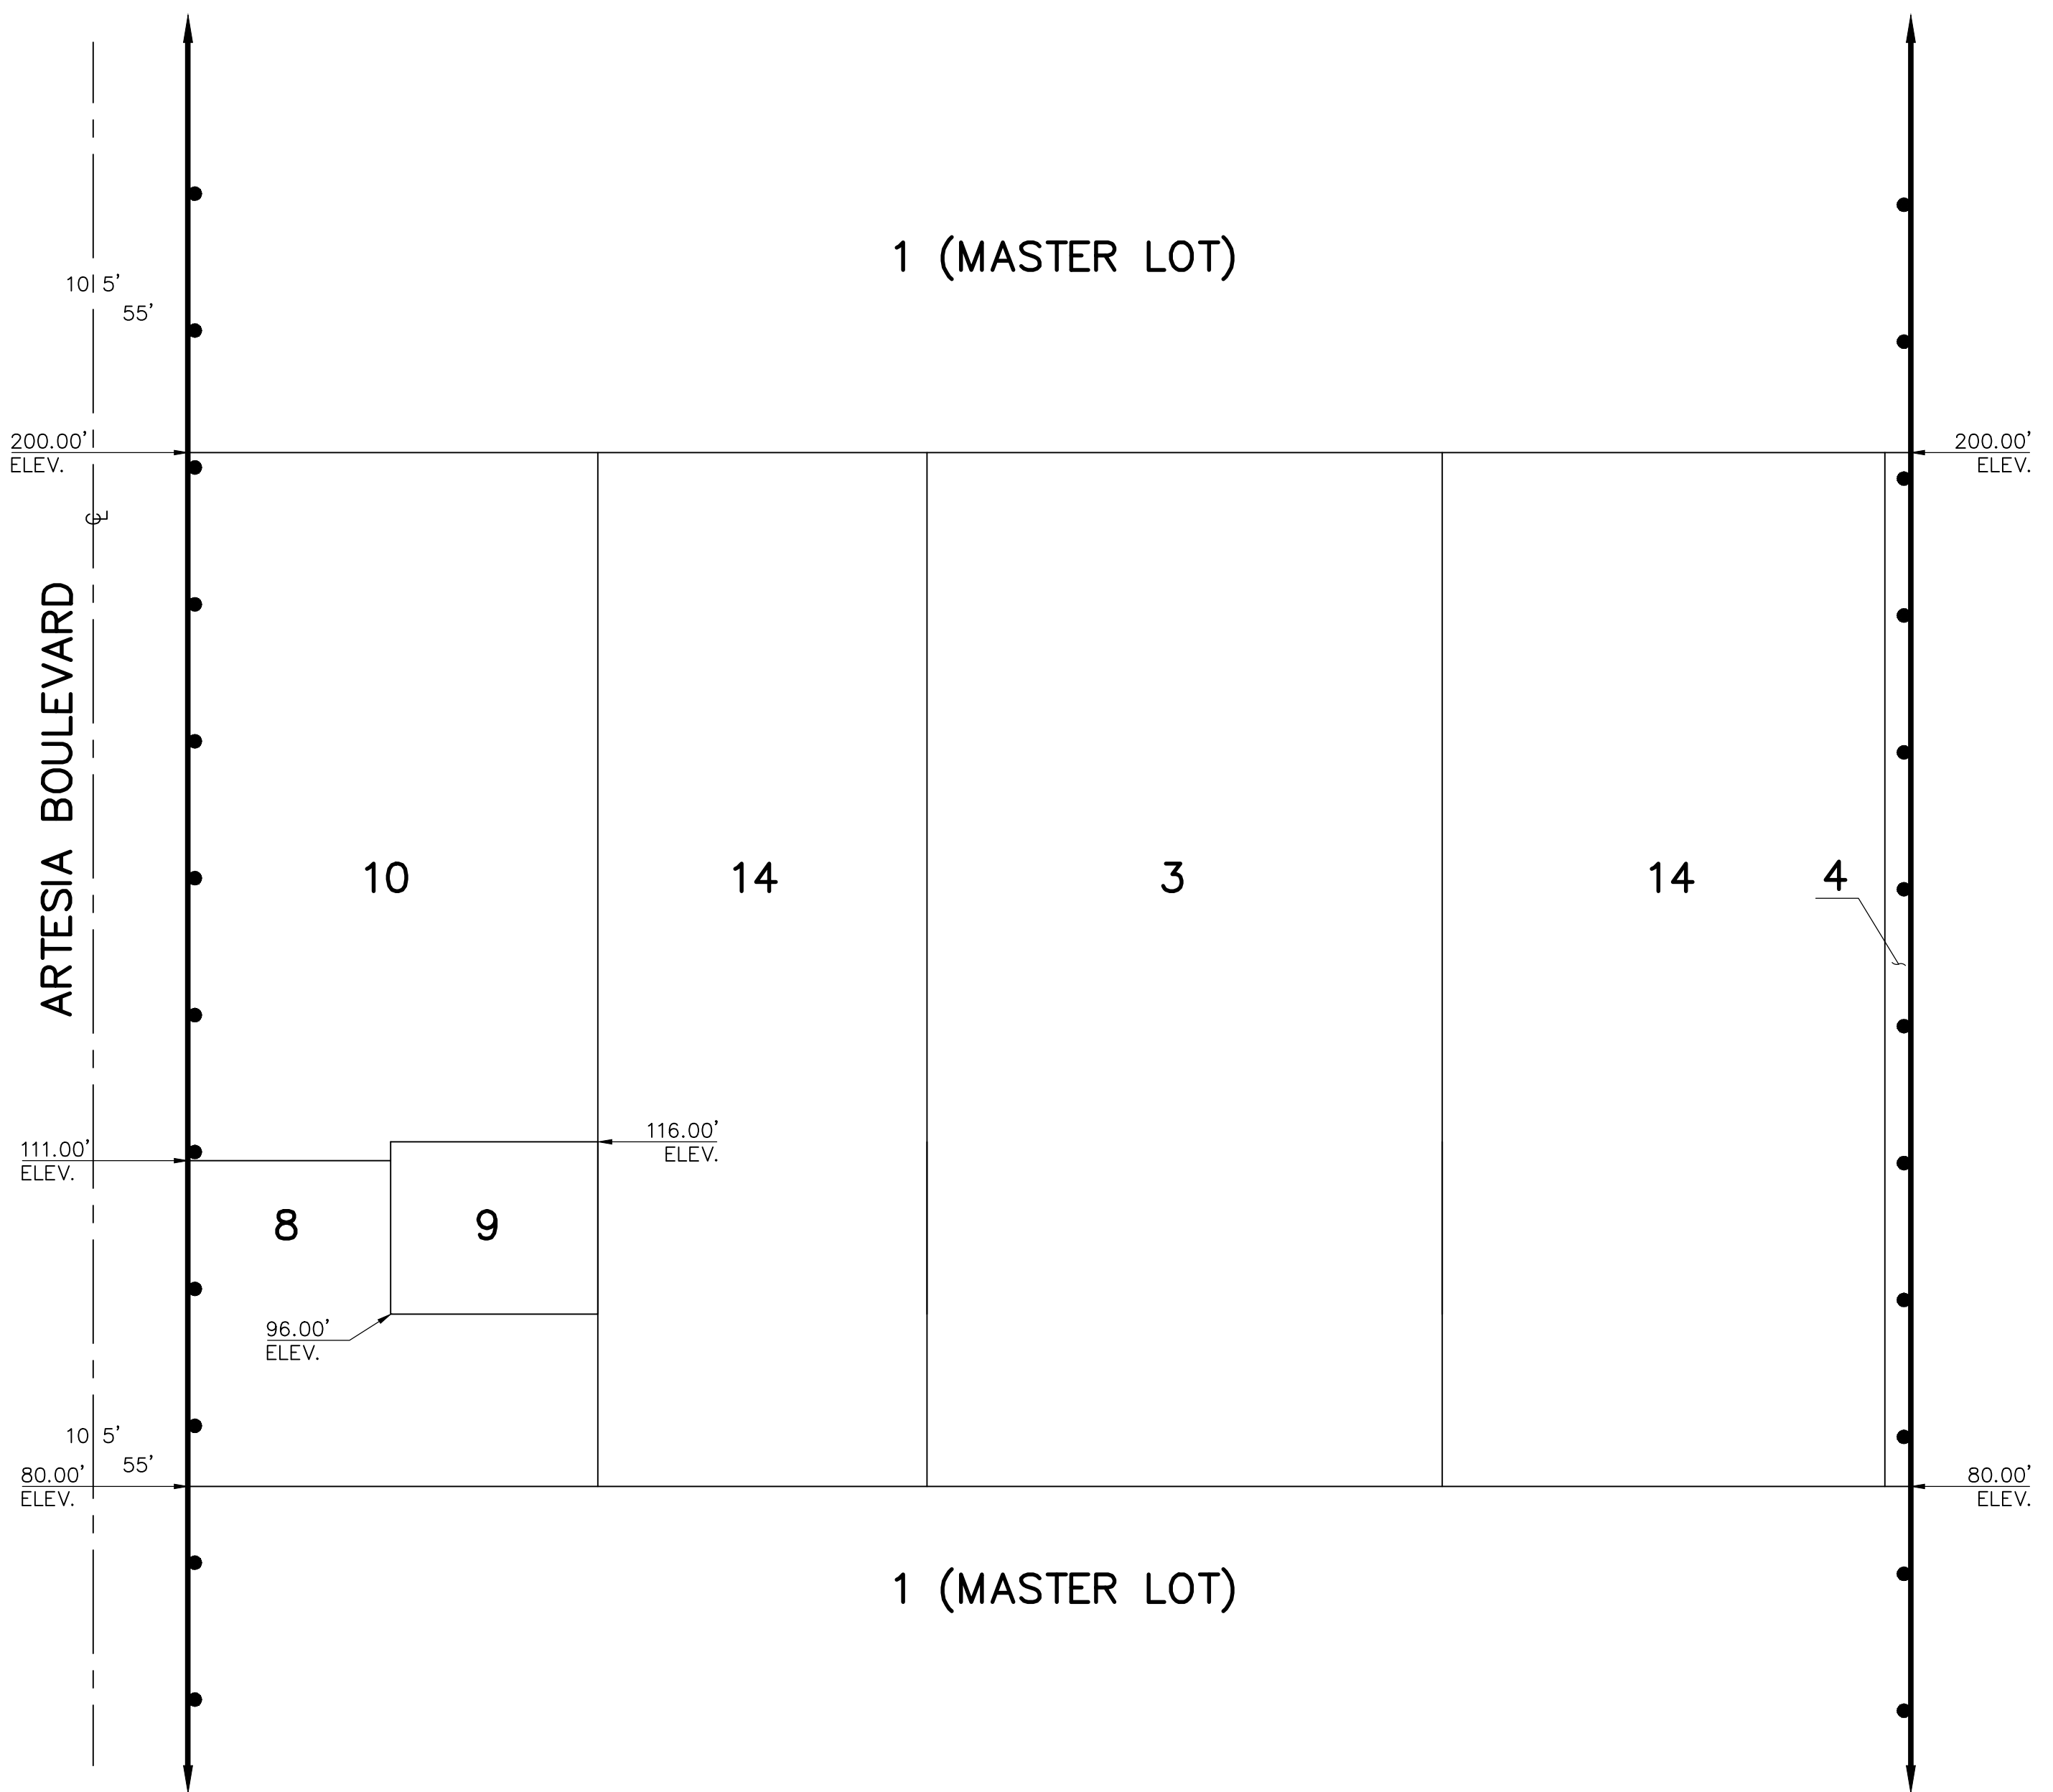 1 (MASTER LOT)
10 5'
55'
200.00'
ELEV.
200.00'
ELEV.
℄
ARTESIA BOULEVARD
10
14
3
14
4
116.00'
ELEV.
111.00'
ELEV.
8
9
96.00'
ELEV.
10 5'
55'
80.00'
ELEV.
80.00'
ELEV.
1 (MASTER LOT)